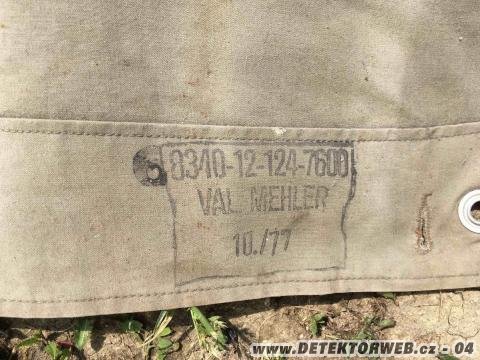 8340-12-124-7600
VAL. MEHLER
10./77
www.DETEKTORWEB.cz - 04